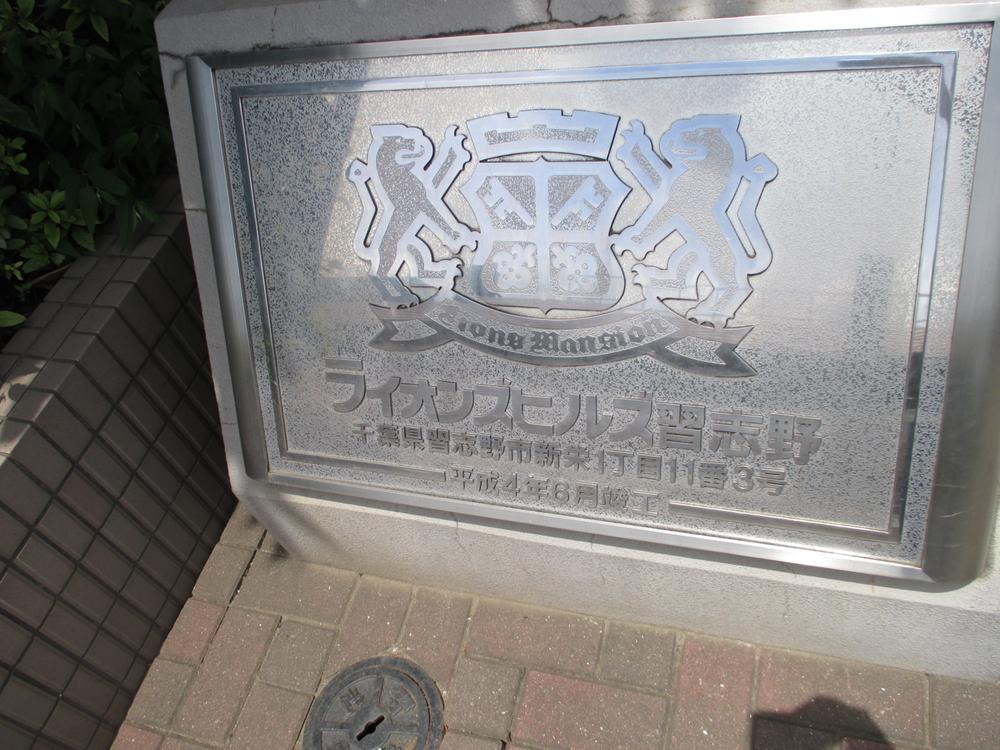 Lions Mansion
ライオンズヒルズ習志野
千葉県習志野市新栄1丁目11番3号
平成4年6月竣工